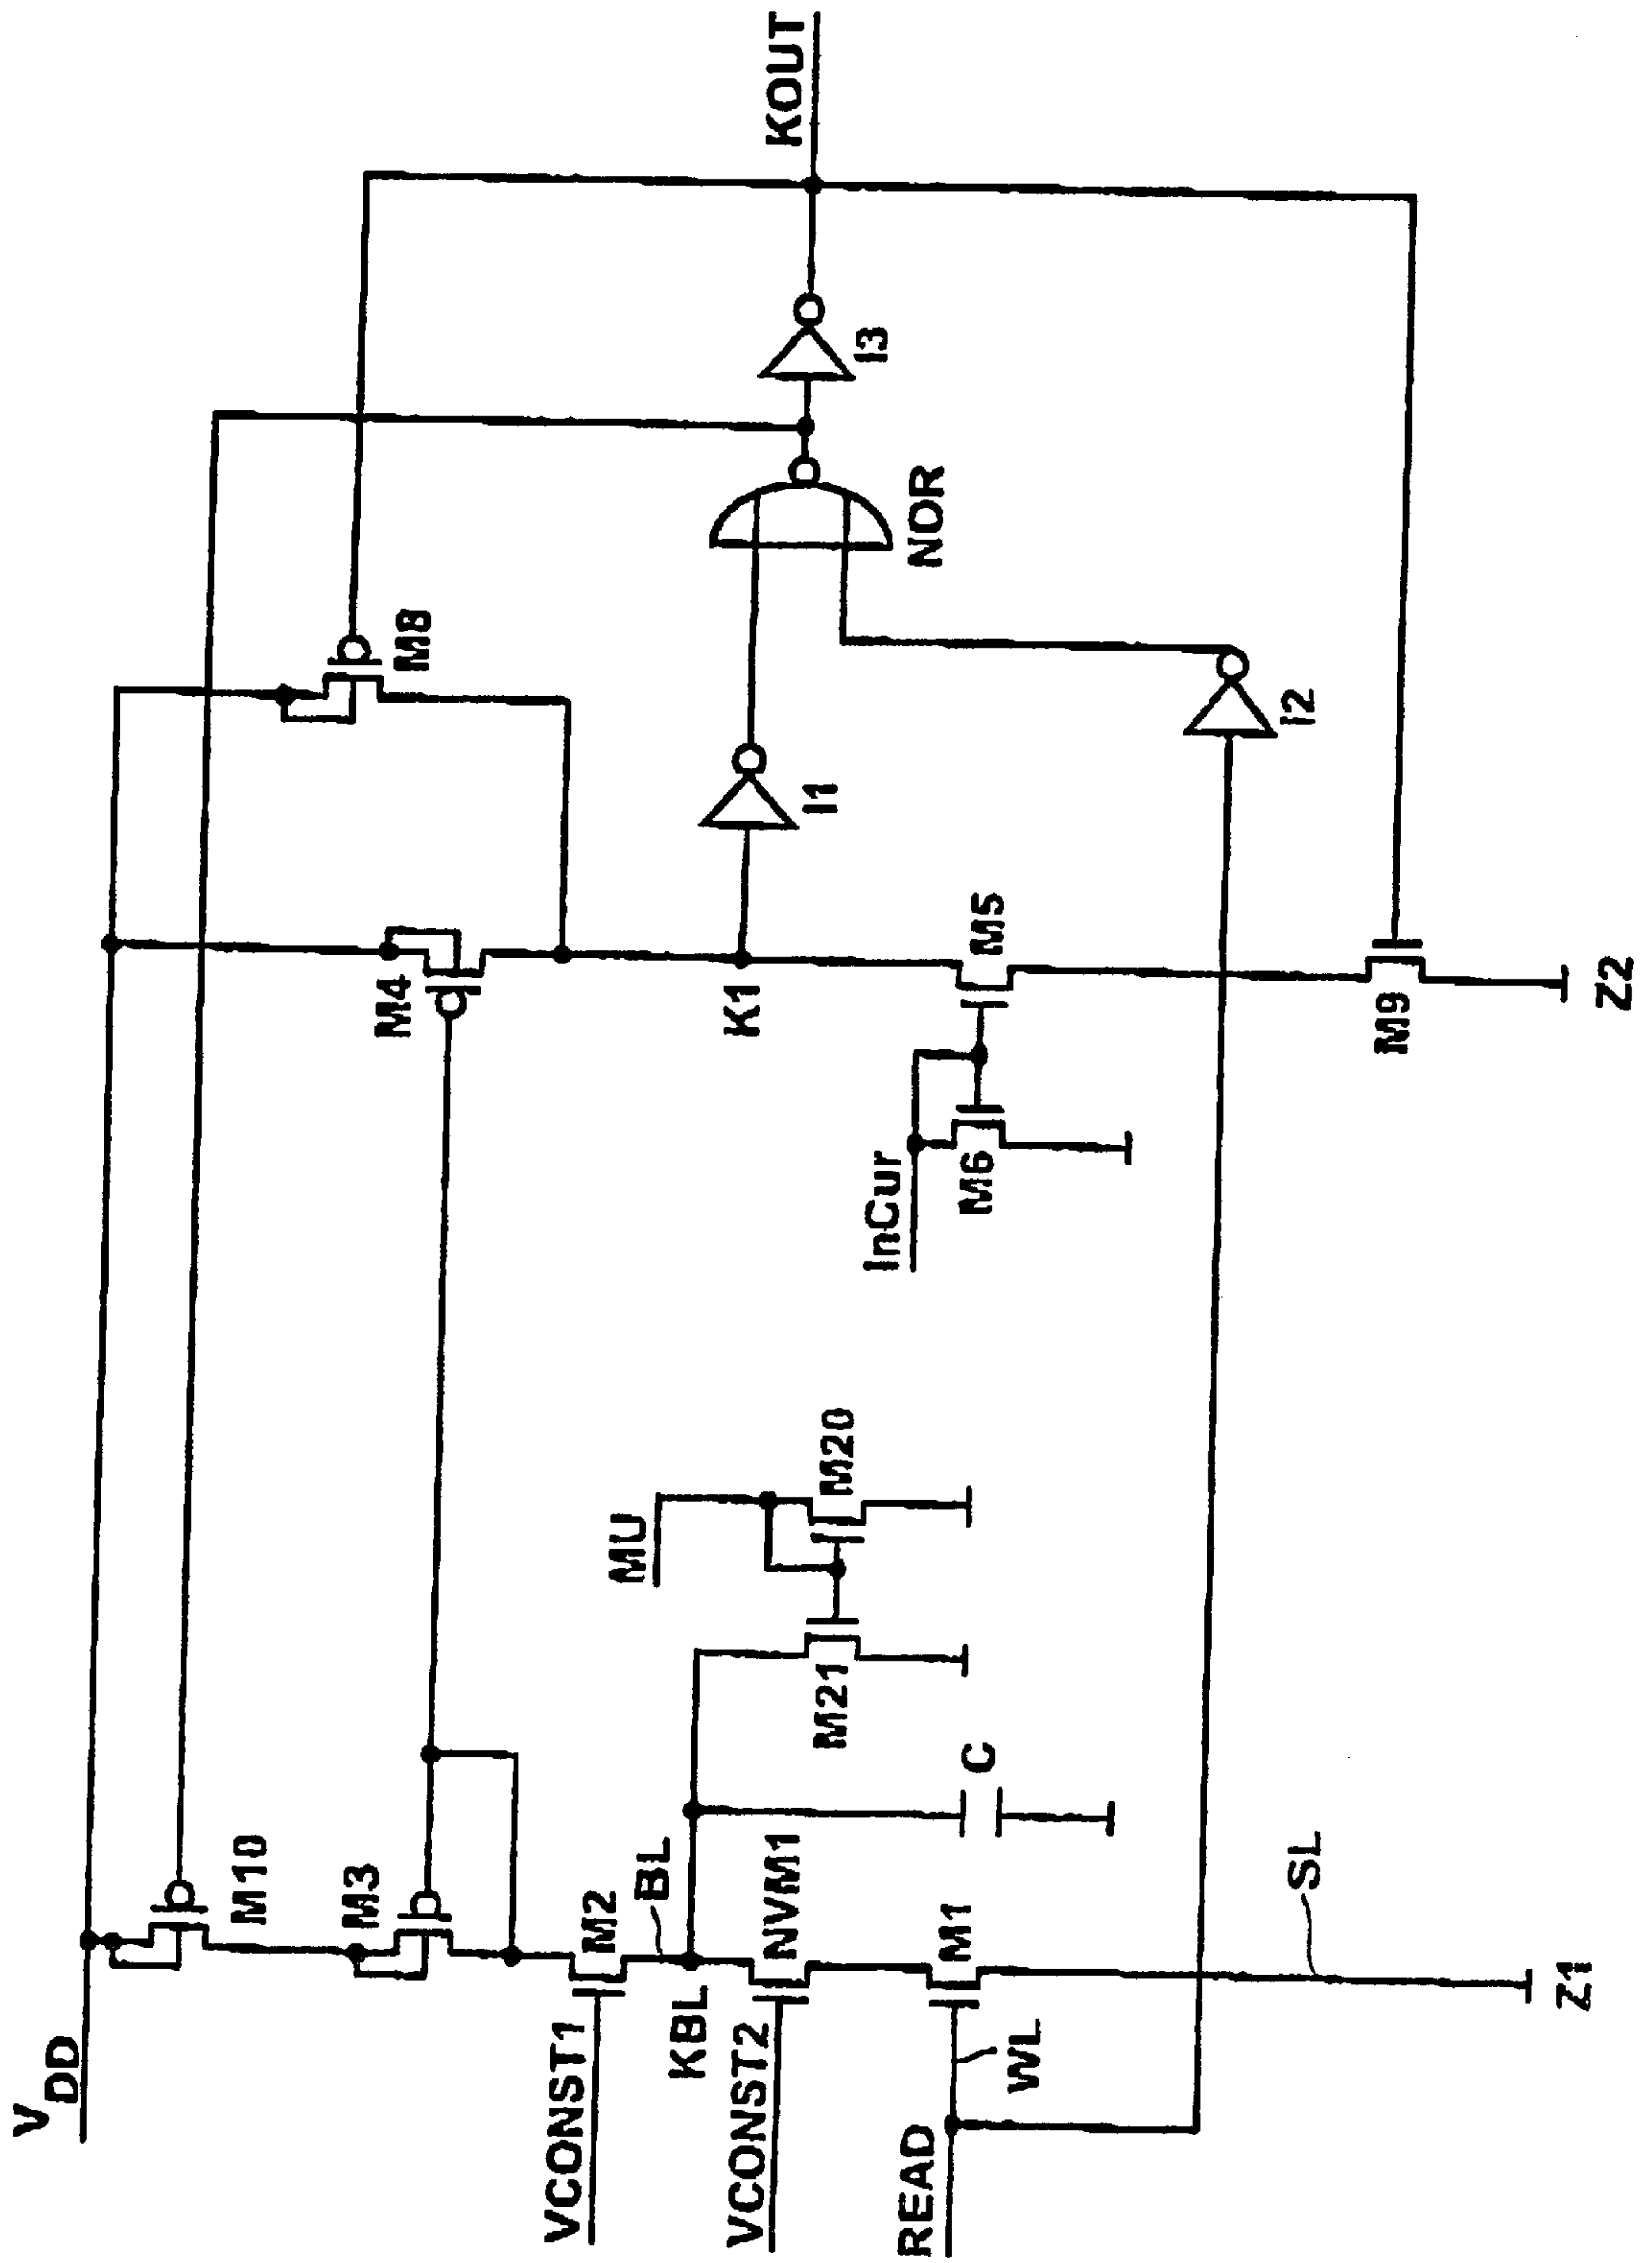 VDD
M10
M3
M4
M8
KOUT
VCONST1
M2
BL
MU
KBL
K1
I1
I3
VCONST2
NVM1
M21
M20
InCur
M6
M5
NOR
READ
WL
M1
C
I2
SL
M9
Z1
Z2